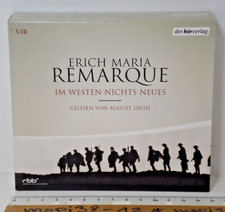 5 CD
der hörverlag
ERICH MARIA
REMARQUE
IM WESTEN NICHTS NEUES
GELESEN VON AUGUST DIEHL
rbb